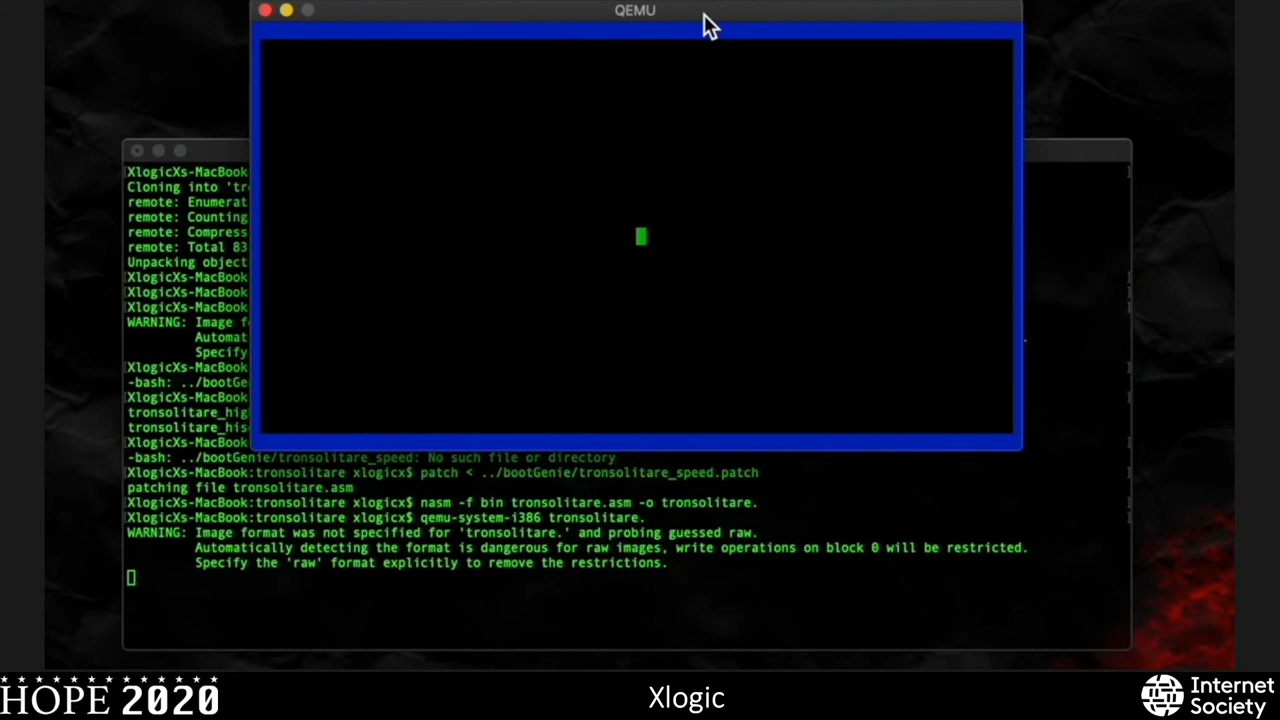 QEMU
XlogicXs-MacBook
Cloning into 'tr
remote: Enumerat
remote: Counting
remote: Compress
remote: Total 83
Unpacking object
XlogicXs-MacBook
XlogicXs-MacBook
XlogicXs-MacBook
WARNING: Image f
Automat
Specify
XlogicXs-MacBook
-bash: ../bootGe
XlogicXs-MacBook
tronsolitare_hig
tronsolitare_his
XlogicXs-MacBook
-bash: ../bootGenie/tronsolitare_speed: No such file or directory
XlogicXs-MacBook:tronsolitare xlogicx$ patch < ../bootGenie/tronsolitare_speed.patch
patching file tronsolitare.asm
XlogicXs-MacBook:tronsolitare xlogicx$ nasm -f bin tronsolitare.asm -o tronsolitare.
XlogicXs-MacBook:tronsolitare xlogicx$ qemu-system-i386 tronsolitare.
WARNING: Image format was not specified for 'tronsolitare.' and probing guessed raw.
Automatically detecting the format is dangerous for raw images, write operations on block 0 will be restricted.
Specify the 'raw' format explicitly to remove the restrictions.
HOPE 2020
Xlogic
Internet
Society